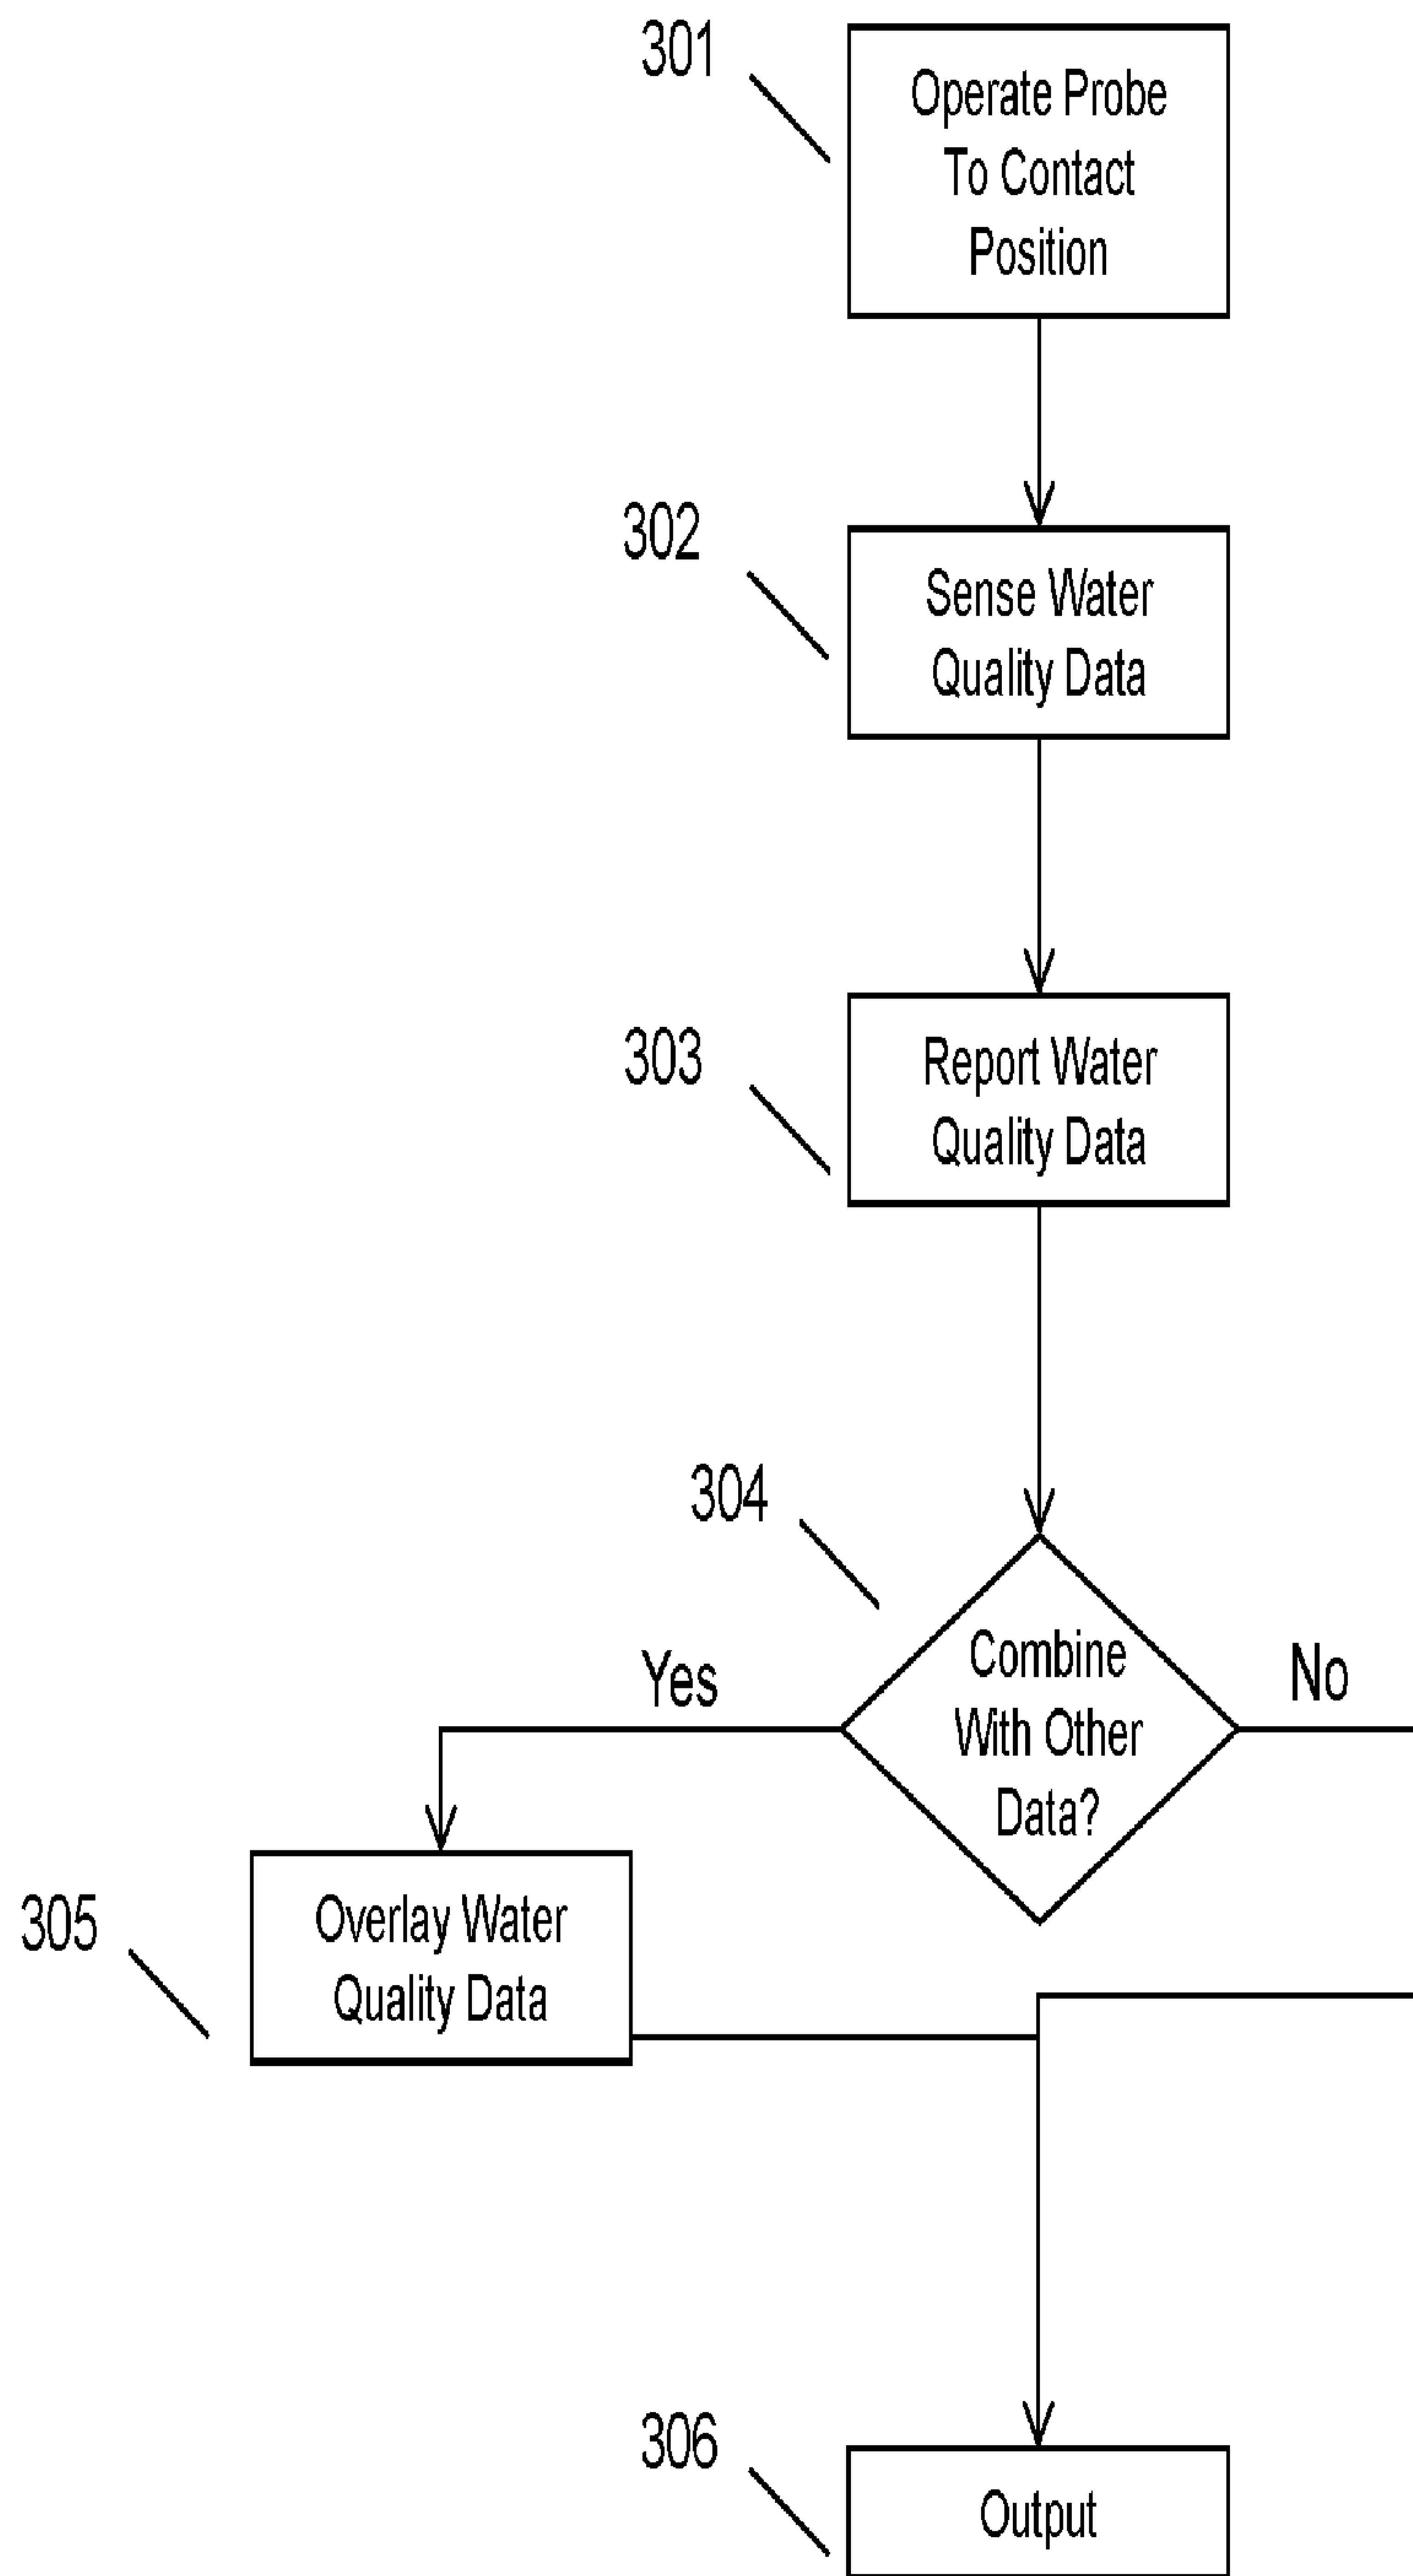 301
Operate Probe
To Contact
Position
302
Sense Water
Quality Data
303
Report Water
Quality Data
304
Combine
With Other
Data?
Yes
No
305
Overlay Water
Quality Data
306
Output